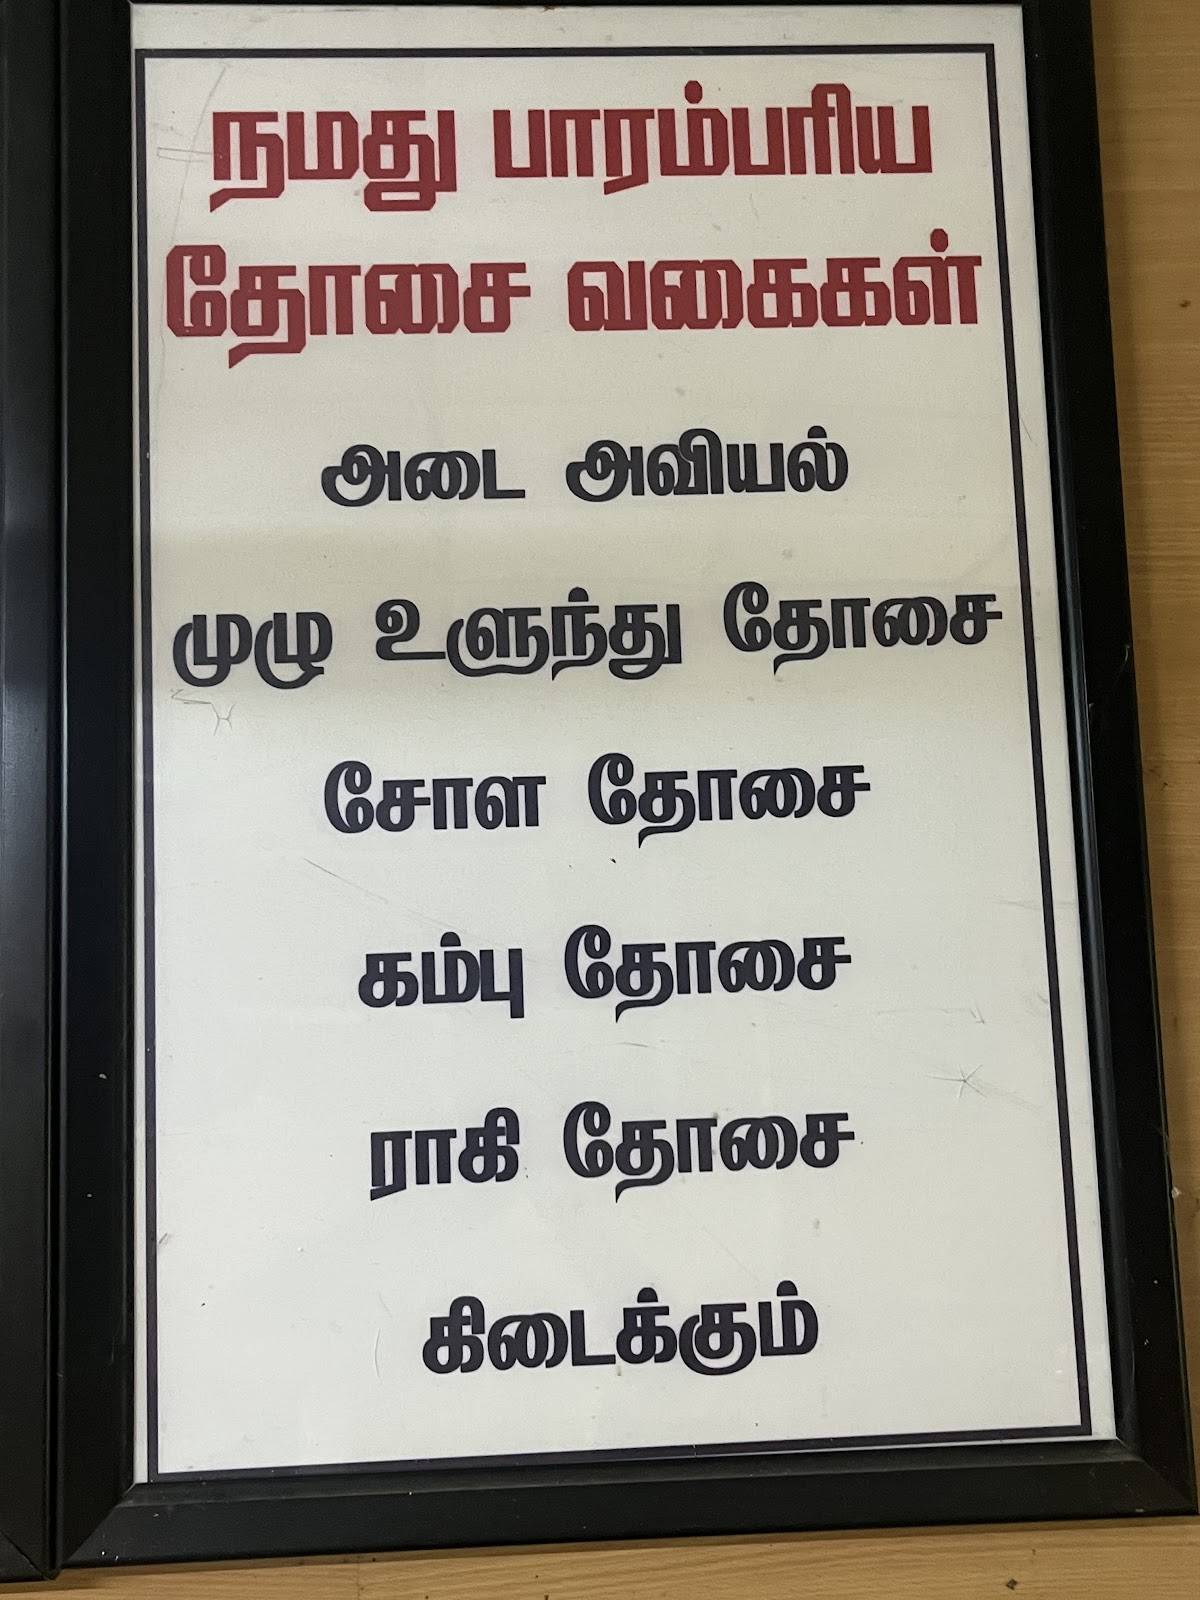 நமது பாரம்பரிய
தோசை வகைகள்
அடை அவியல்
முழு உளுந்து தோசை
சோள தோசை
கம்பு தோசை
ராகி தோசை
கிடைக்கும்